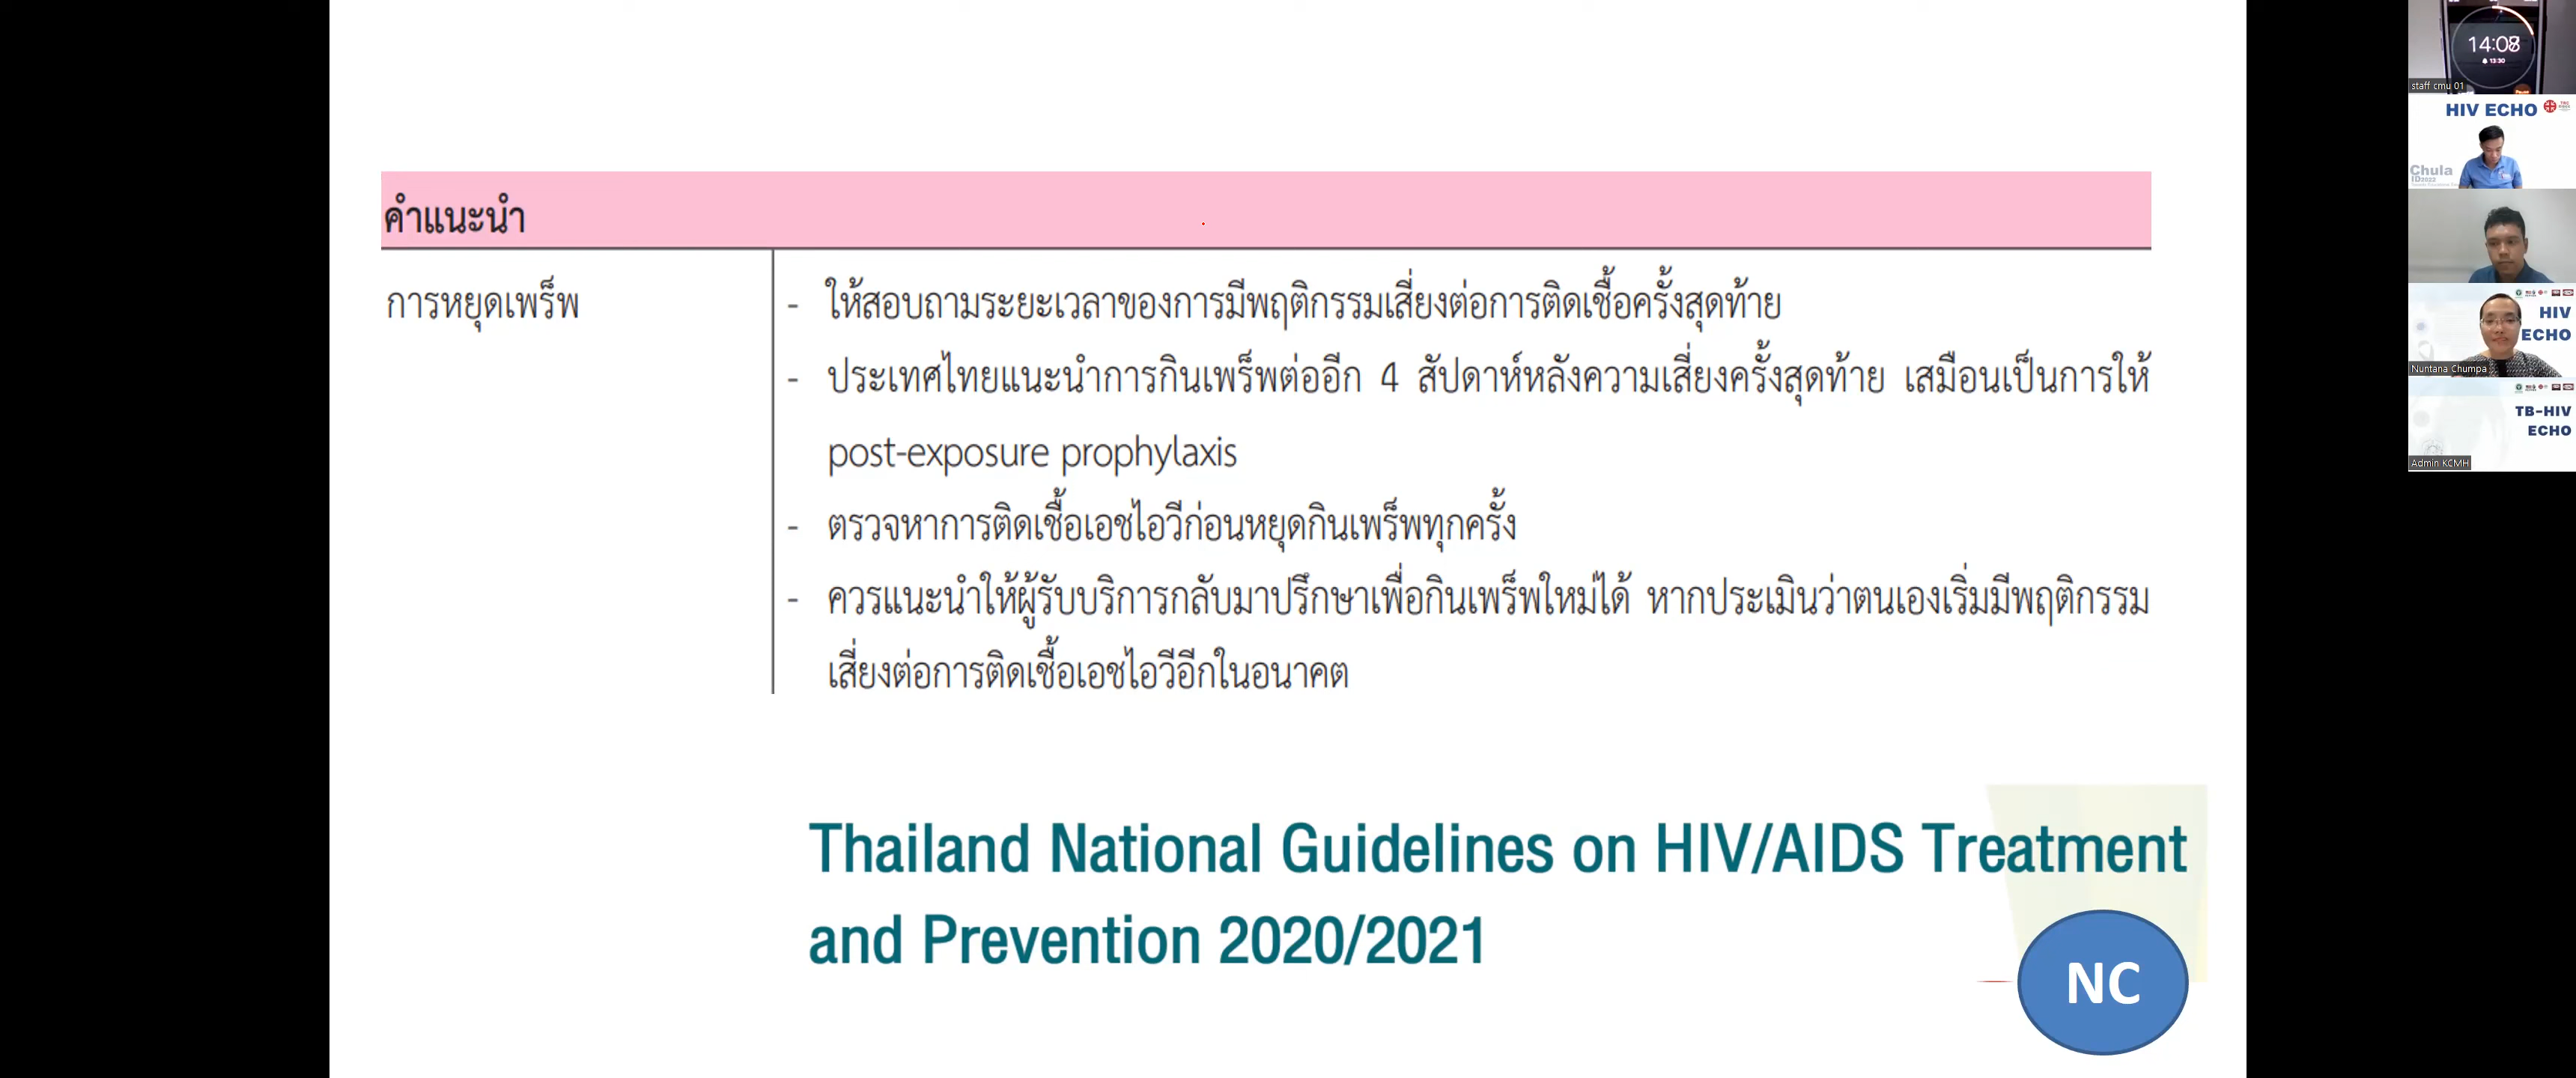 คำแนะนำ
การหยุดเพร็พ
- ให้สอบถามระยะเวลาของการมีพฤติกรรมเสี่ยงต่อการติดเชื้อครั้งสุดท้าย
- ประเทศไทยแนะนำการกินเพร็พต่ออีก 4 สัปดาห์หลังความเสี่ยงครั้งสุดท้าย เสมือนเป็นการให้
post-exposure prophylaxis
- ตรวจหาการติดเชื้อเอชไอวีก่อนหยุดกินเพร็พทุกครั้ง
- ควรแนะนำให้ผู้รับบริการกลับมาปรึกษาเพื่อกินเพร็พใหม่ได้ หากประเมินว่าตนเองเริ่มมีพฤติกรรม
เสี่ยงต่อการติดเชื้อเอชไอวีอีกในอนาคต
Thailand National Guidelines on HIV/AIDS Treatment
and Prevention 2020/2021
NC
13:30
staff cmu 01
HIV ECHO
Chula
HIV
ECHO
Nuntana Chumpa
TB-HIV
ECHO
Admin KCMH